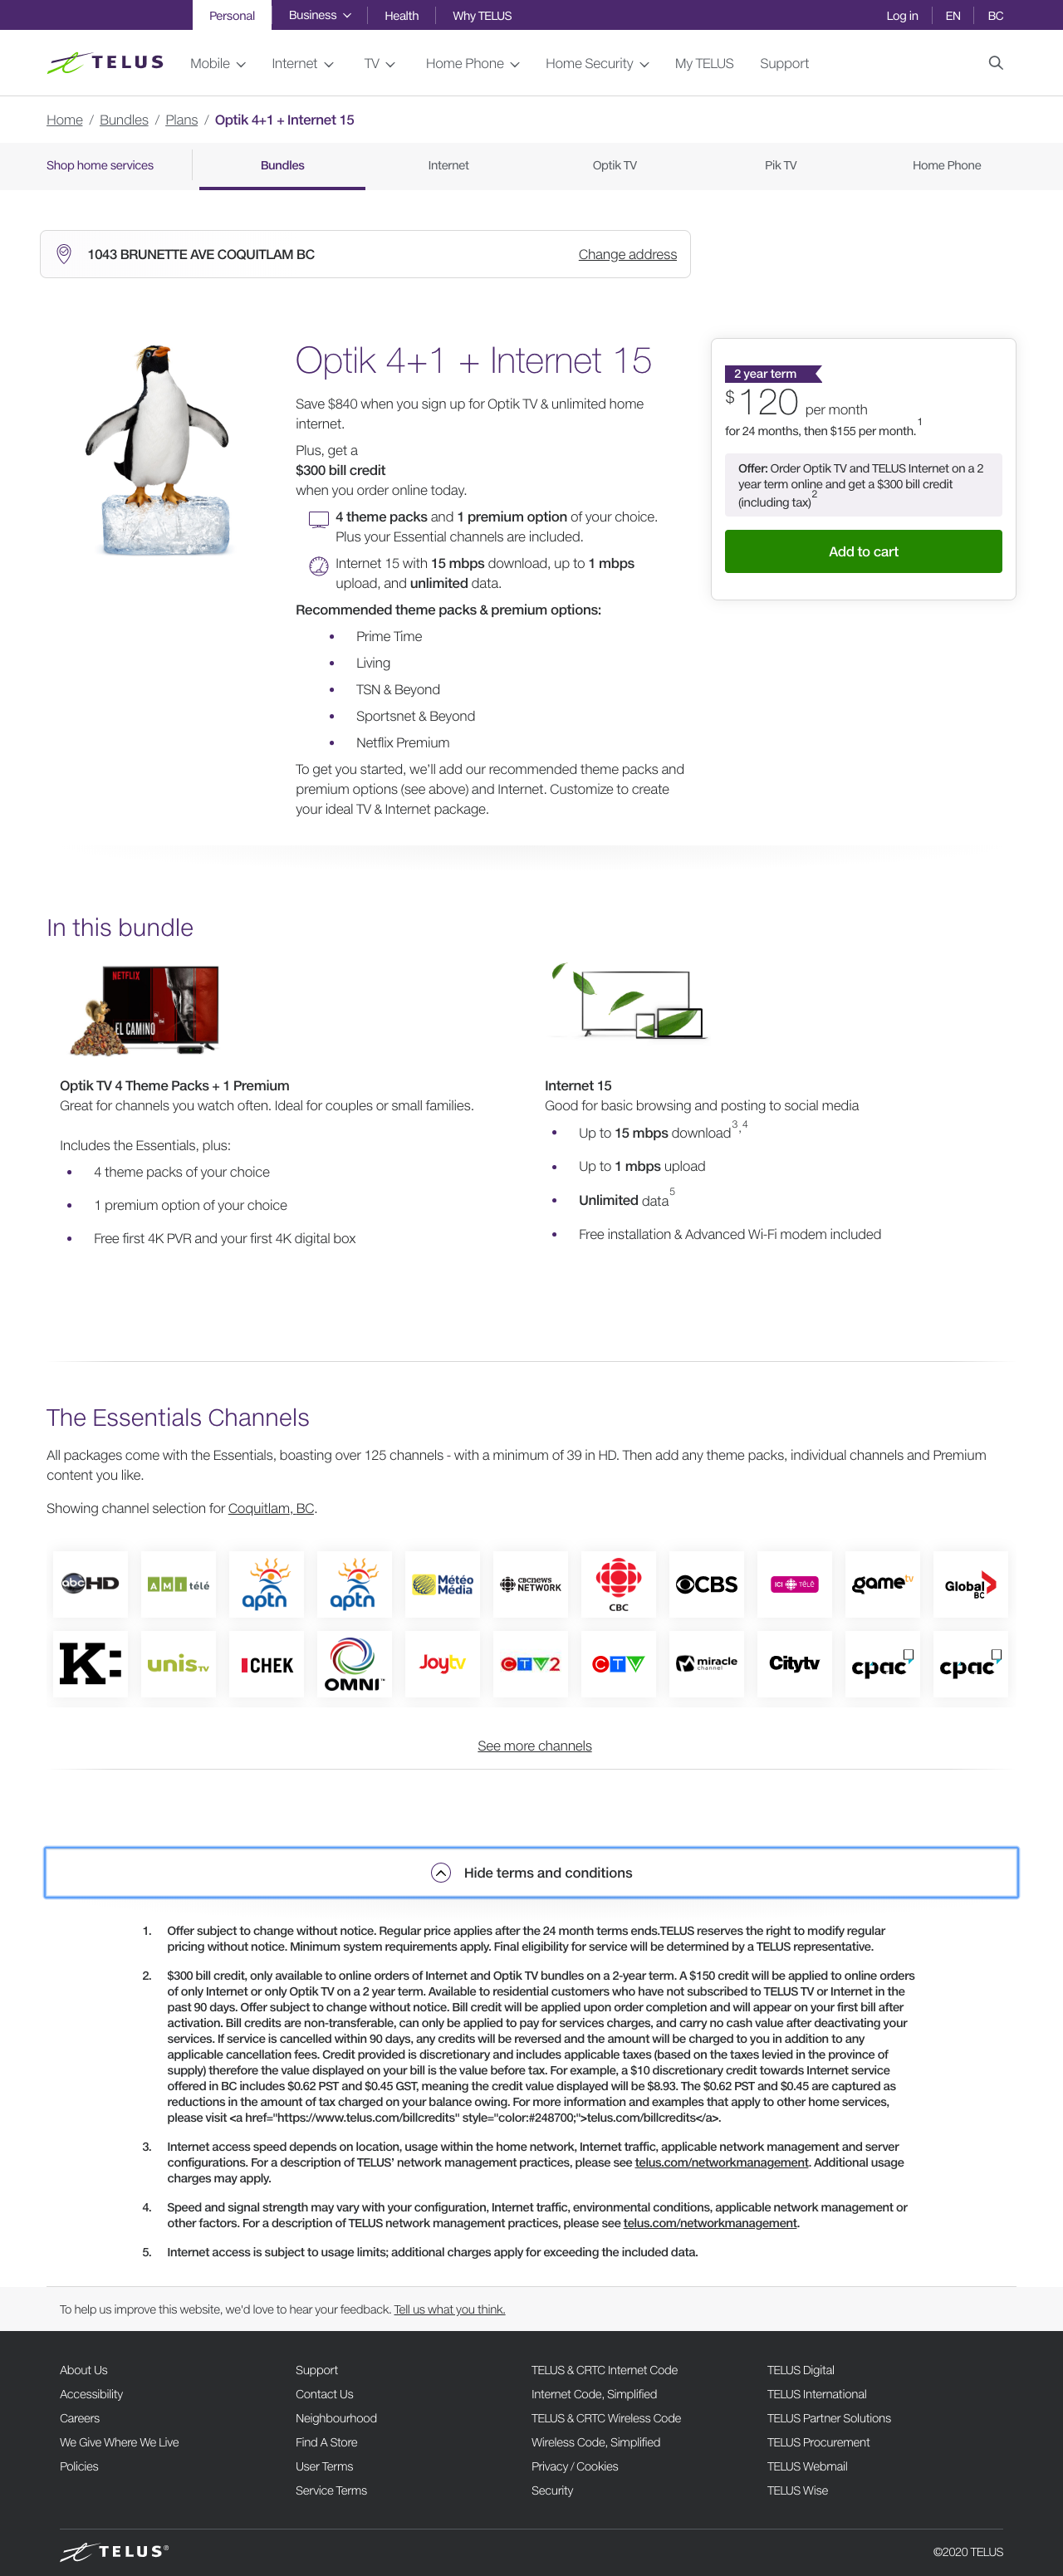 Personal Business Health Why TELUS Log in EN BC
TELUS Mobile Internet TV Home Phone Home Security My TELUS Support
Home / Bundles / Plans / Optik 4+1 + Internet 15
Shop home services Bundles Internet Optik TV Pik TV Home Phone
1043 BRUNETTE AVE COQUITLAM BC Change address
Optik 4+1 + Internet 15
Save $840 when you sign up for Optik TV & unlimited home
internet.
Plus, get a
$300 bill credit
when you order online today.
4 theme packs and 1 premium option of your choice.
Plus your Essential channels are included.
Internet 15 with 15 mbps download, up to 1 mbps
upload, and unlimited data.
Recommended theme packs & premium options:
• Prime Time
• Living
• TSN & Beyond
• Sportsnet & Beyond
• Netflix Premium
To get you started, we'll add our recommended theme packs and
premium options (see above) and Internet. Customize to create
your ideal TV & Internet package.
2 year term
$120 per month
for 24 months, then $155 per month.1
Offer: Order Optik TV and TELUS Internet on a 2
year term online and get a $300 bill credit
(including tax)2
Add to cart
In this bundle
NETFLIX
EL CAMINO
Optik TV 4 Theme Packs + 1 Premium
Great for channels you watch often. Ideal for couples or small families.
Includes the Essentials, plus:
• 4 theme packs of your choice
• 1 premium option of your choice
• Free first 4K PVR and your first 4K digital box
Internet 15
Good for basic browsing and posting to social media
• Up to 15 mbps download3,4
• Up to 1 mbps upload
• Unlimited data5
• Free installation & Advanced Wi-Fi modem included
The Essentials Channels
All packages come with the Essentials, boasting over 125 channels - with a minimum of 39 in HD. Then add any theme packs, individual channels and Premium
content you like.
Showing channel selection for Coquitlam, BC.
abc HD AMI télé aptn aptn Météo Média CBC NEWS NETWORK CBC CBS ICI TÉLÉ game tv Global BC
K: unis TV CHEK OMNI Joytv CTV2 CTV miracle channel Citytv cpac cpac
See more channels
Hide terms and conditions
1. Offer subject to change without notice. Regular price applies after the 24 month terms ends.TELUS reserves the right to modify regular
pricing without notice. Minimum system requirements apply. Final eligibility for service will be determined by a TELUS representative.
2. $300 bill credit, only available to online orders of Internet and Optik TV bundles on a 2-year term. A $150 credit will be applied to online orders
of only Internet or only Optik TV on a 2 year term. Available to residential customers who have not subscribed to TELUS TV or Internet in the
past 90 days. Offer subject to change without notice. Bill credit will be applied upon order completion and will appear on your first bill after
activation. Bill credits are non-transferable, can only be applied to pay for services charges, and carry no cash value after deactivating your
services. If service is cancelled within 90 days, any credits will be reversed and the amount will be charged to you in addition to any
applicable cancellation fees. Credit provided is discretionary and includes applicable taxes (based on the taxes levied in the province of
supply) therefore the value displayed on your bill is the value before tax. For example, a $10 discretionary credit towards Internet service
offered in BC includes $0.62 PST and $0.45 GST, meaning the credit value displayed will be $8.93. The $0.62 PST and $0.45 are captured as
reductions in the amount of tax charged on your balance owing. For more information and examples that apply to other home services,
please visit <a href="https://www.telus.com/billcredits" style="color:#248700;">telus.com/billcredits</a>.
3. Internet access speed depends on location, usage within the home network, Internet traffic, applicable network management and server
configurations. For a description of TELUS' network management practices, please see telus.com/networkmanagement. Additional usage
charges may apply.
4. Speed and signal strength may vary with your configuration, Internet traffic, environmental conditions, applicable network management or
other factors. For a description of TELUS network management practices, please see telus.com/networkmanagement.
5. Internet access is subject to usage limits; additional charges apply for exceeding the included data.
To help us improve this website, we'd love to hear your feedback. Tell us what you think.
About Us Support TELUS & CRTC Internet Code TELUS Digital
Accessibility Contact Us Internet Code, Simplified TELUS International
Careers Neighbourhood TELUS & CRTC Wireless Code TELUS Partner Solutions
We Give Where We Live Find A Store Wireless Code, Simplified TELUS Procurement
Policies User Terms Privacy / Cookies TELUS Webmail
Service Terms Security TELUS Wise
TELUS® ©2020 TELUS